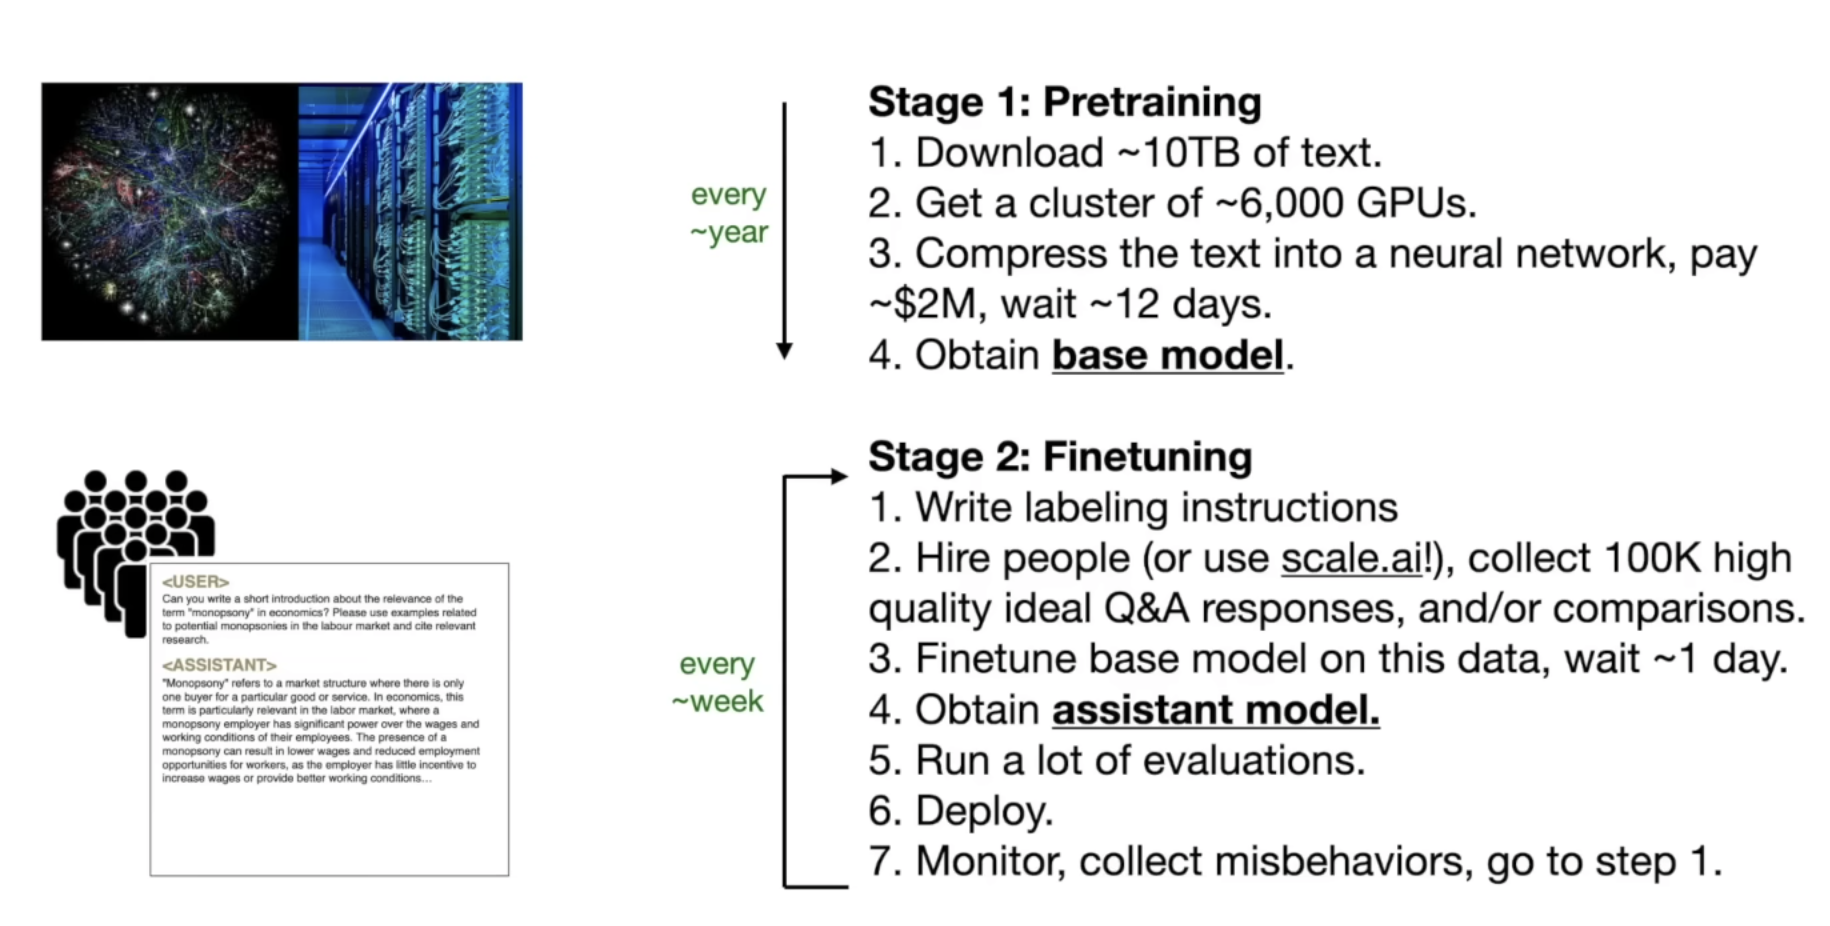 every
~year
Stage 1: Pretraining
1. Download ~10TB of text.
2. Get a cluster of ~6,000 GPUs.
3. Compress the text into a neural network, pay
~$2M, wait ~12 days.
4. Obtain base model.
<USER>
Can you write a short introduction about the relevance of the
term "monopsony" in economics? Please use examples related
to potential monopsonies in the labour market and cite relevant
research.
<ASSISTANT>
"Monopsony" refers to a market structure where there is only
one buyer for a particular good or service. In economics, this
term is particularly relevant in the labor market, where a
monopsony employer has significant power over the wages and
working conditions of their employees. The presence of a
monopsony can result in lower wages and reduced employment
opportunities for workers, as the employer has little incentive to
increase wages or provide better working conditions...
every
~week
Stage 2: Finetuning
1. Write labeling instructions
2. Hire people (or use scale.ai!), collect 100K high
quality ideal Q&A responses, and/or comparisons.
3. Finetune base model on this data, wait ~1 day.
4. Obtain assistant model.
5. Run a lot of evaluations.
6. Deploy.
7. Monitor, collect misbehaviors, go to step 1.